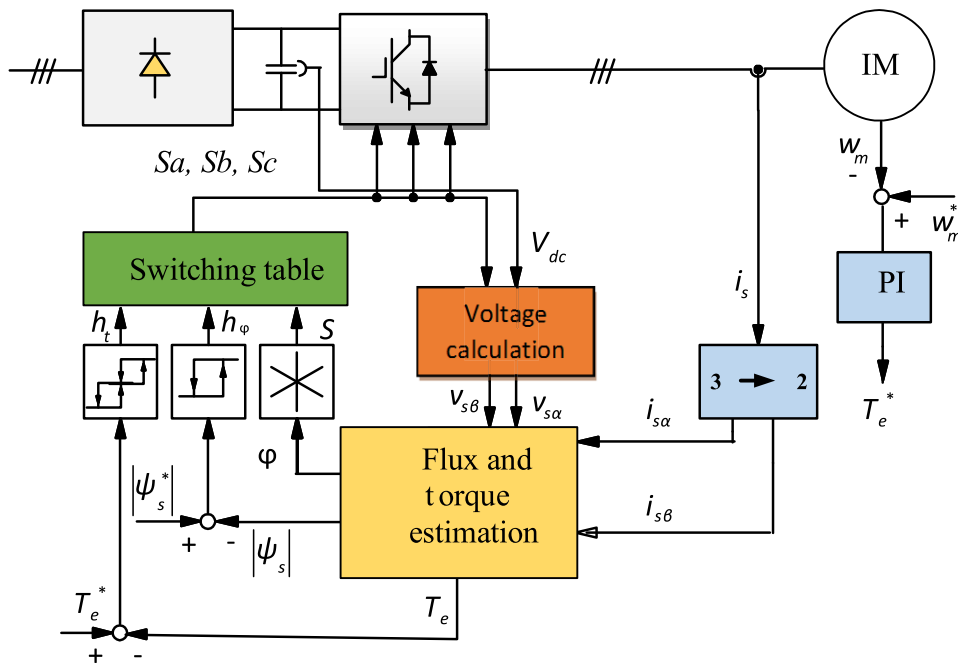 IM
w_m
-
+
w_m^*
Sa, Sb, Sc
V_dc
PI
Switching table
i_s
h_t
h_φ
S
Voltage
calculation
3 → 2
T_e^*
v_sβ
v_sα
i_sα
φ
Flux and
torque
estimation
|ψ_s^*|
i_sβ
+
-
|ψ_s|
T_e^*
T_e
+
-